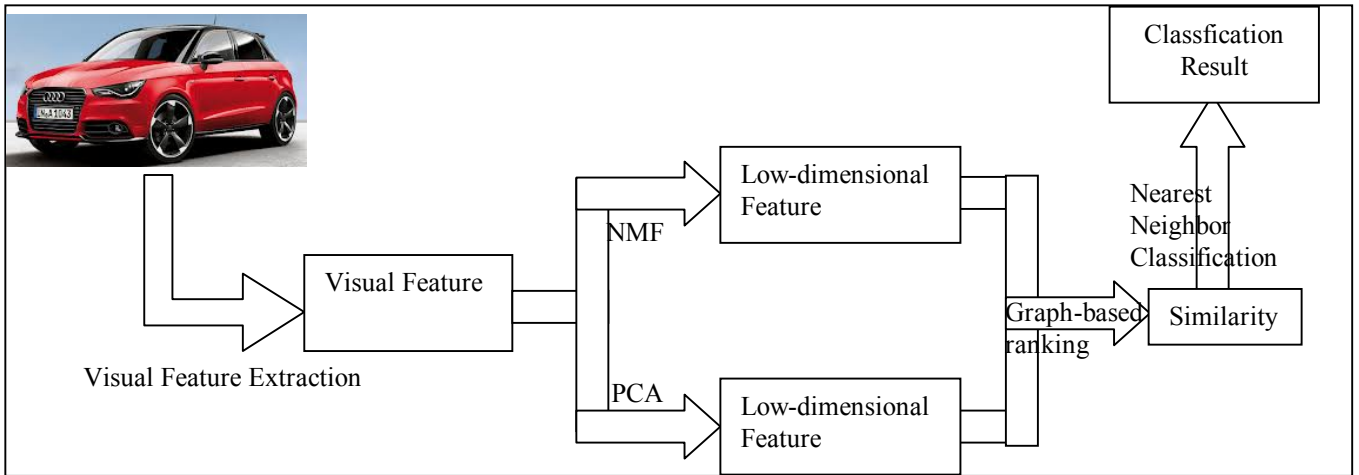 Classfication
Result
Low-dimensional
Feature
NMF
Nearest
Neighbor
Classification
Visual Feature
Graph-based
ranking
Similarity
Visual Feature Extraction
PCA
Low-dimensional
Feature